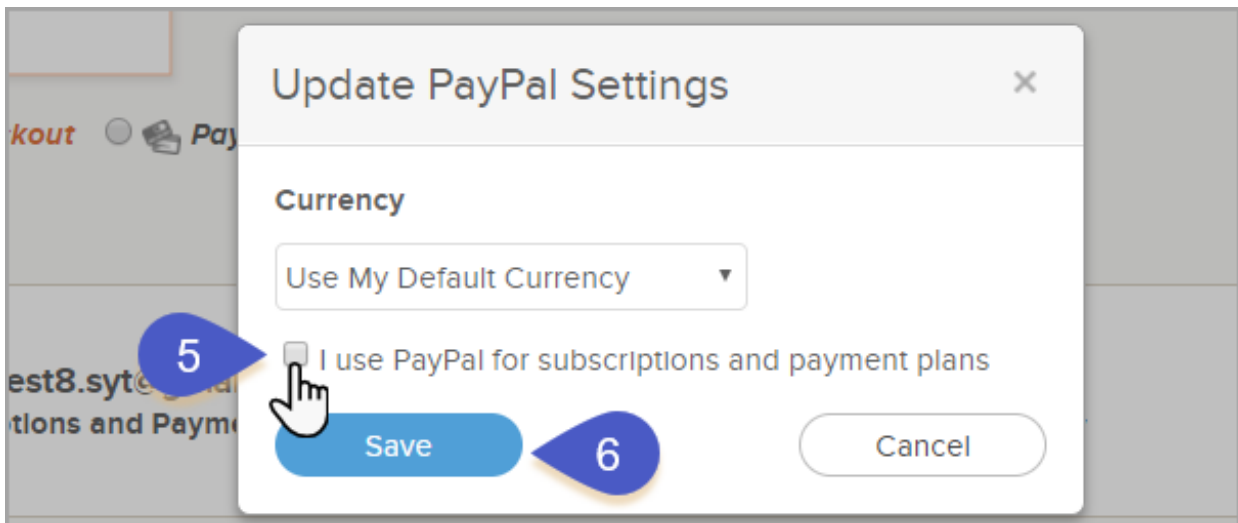 Update PayPal Settings ×
kout Pay
Currency
Use My Default Currency
5
I use PayPal for subscriptions and payment plans
est8.syt@
tions and Payme
Save
6
Cancel